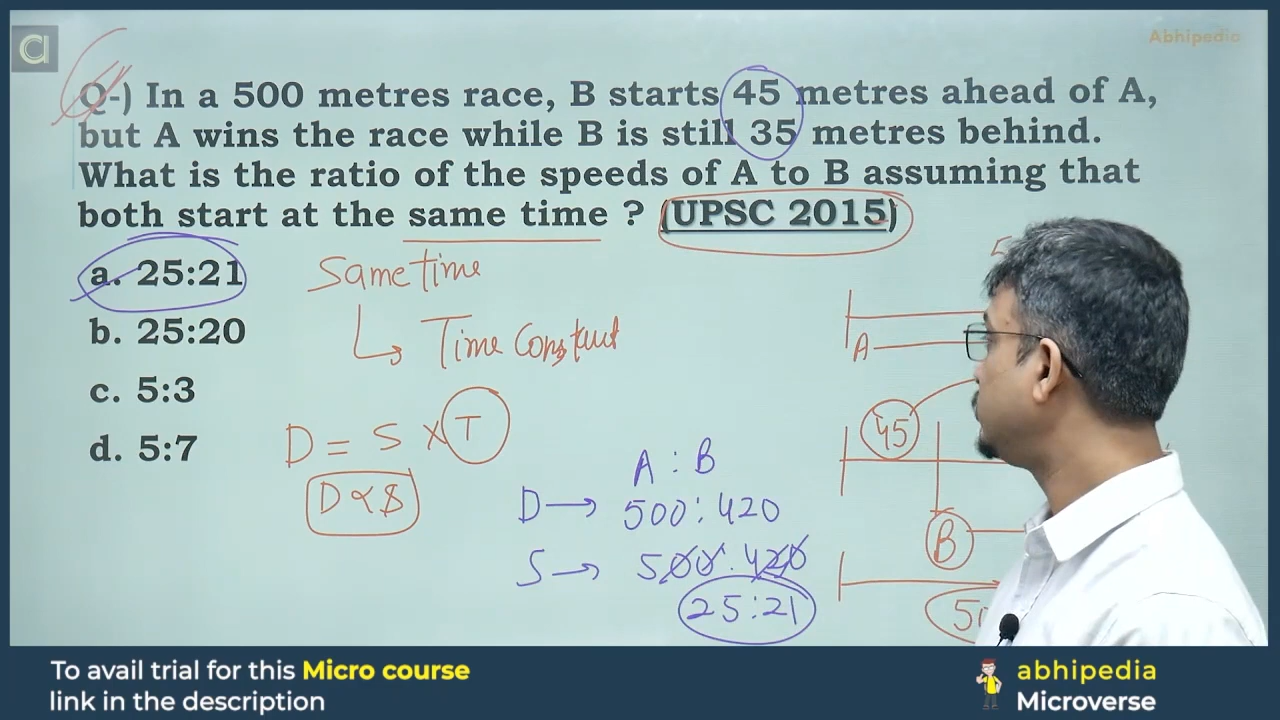 Abhipedia
Q-) In a 500 metres race, B starts 45 metres ahead of A,
but A wins the race while B is still 35 metres behind.
What is the ratio of the speeds of A to B assuming that
both start at the same time ? (UPSC 2015)
a. 25:21
b. 25:20
c. 5:3
d. 5:7
Same time
Time Constant
D = S × T
D ∝ S
A : B
D → 500 : 420
S → 500 : 420
25:21
A
45
B
To avail trial for this Micro course
link in the description
abhipedia
Microverse